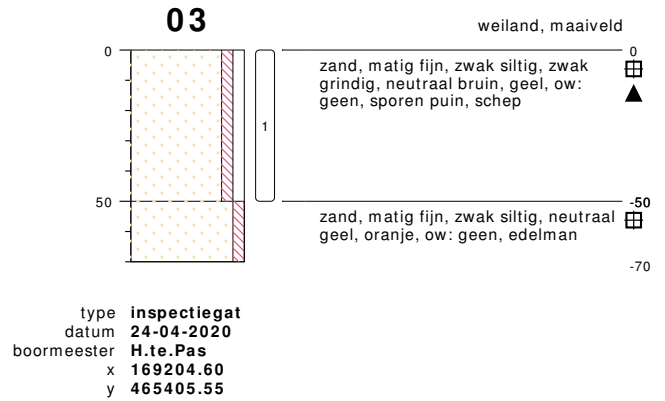 03
weiland, maaiveld
0
0
zand, matig fijn, zwak siltig, zwak
grindig, neutraal bruin, geel, ow:
geen, sporen puin, schep
1
50
-50
zand, matig fijn, zwak siltig, neutraal
geel, oranje, ow: geen, edelman
-70
type inspectiegat
datum 24-04-2020
boormeester H.te.Pas
x 169204.60
y 465405.55